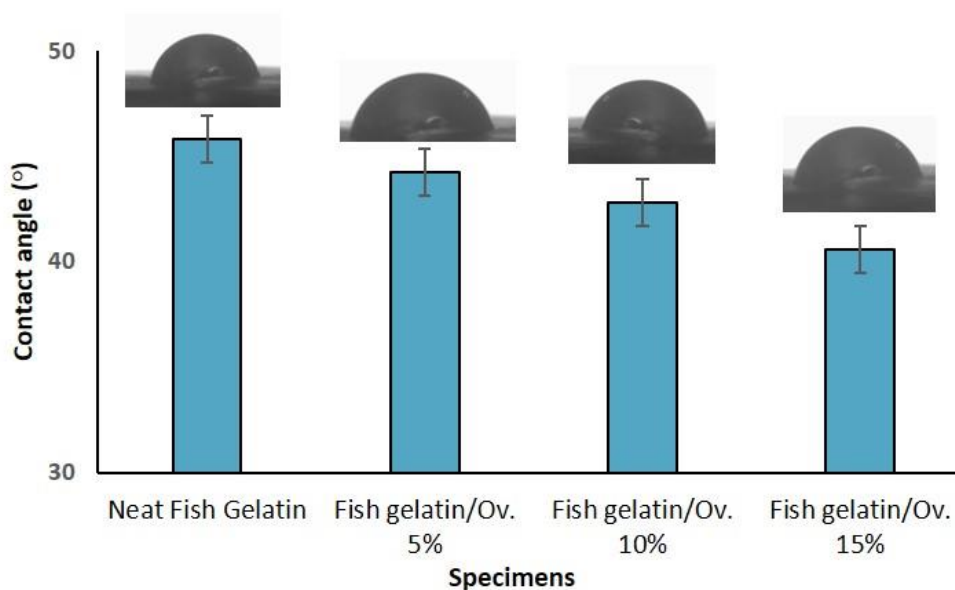 50
40
30
Contact angle (°)
Neat Fish Gelatin
Fish gelatin/Ov.
5%
Fish gelatin/Ov.
10%
Fish gelatin/Ov.
15%
Specimens